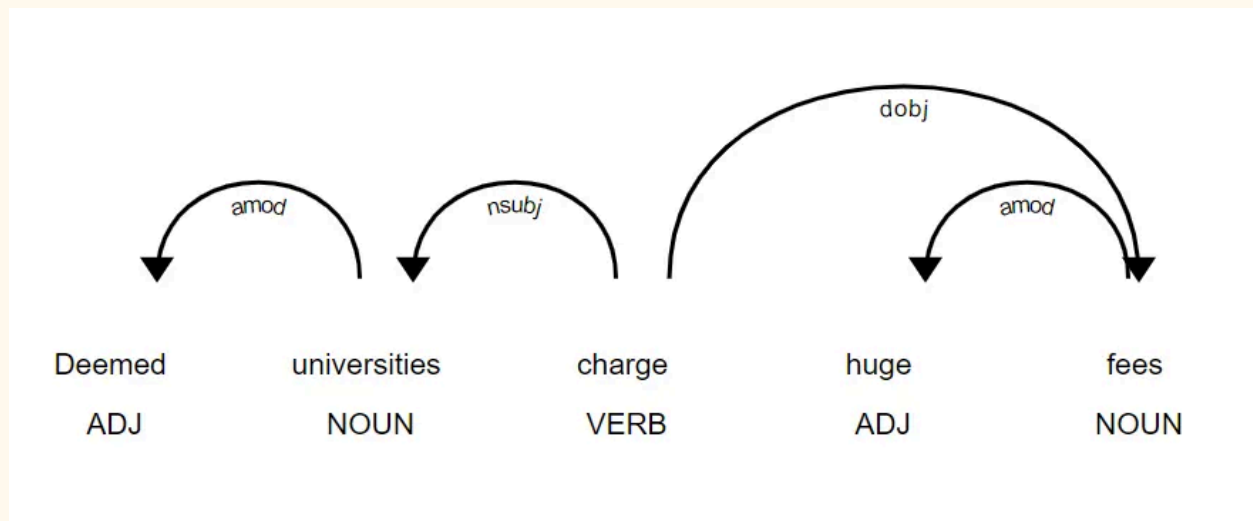 dobj
amod nsubj amod
Deemed universities charge huge fees
ADJ NOUN VERB ADJ NOUN